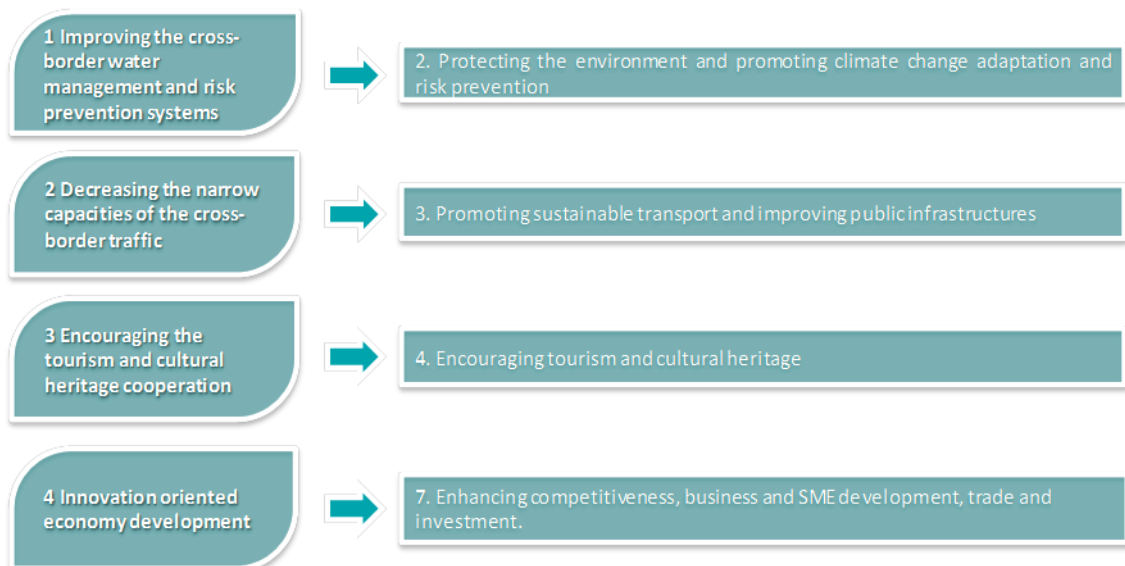 1 Improving the cross-
border water
management and risk
prevention systems
2. Protecting the environment and promoting climate change adaptation and
risk prevention
2 Decreasing the narrow
capacities of the cross-
border traffic
3. Promoting sustainable transport and improving public infrastructures
3 Encouraging the
tourism and cultural
heritage cooperation
4. Encouraging tourism and cultural heritage
4 Innovation oriented
economy development
7. Enhancing competitiveness, business and SME development, trade and
investment.